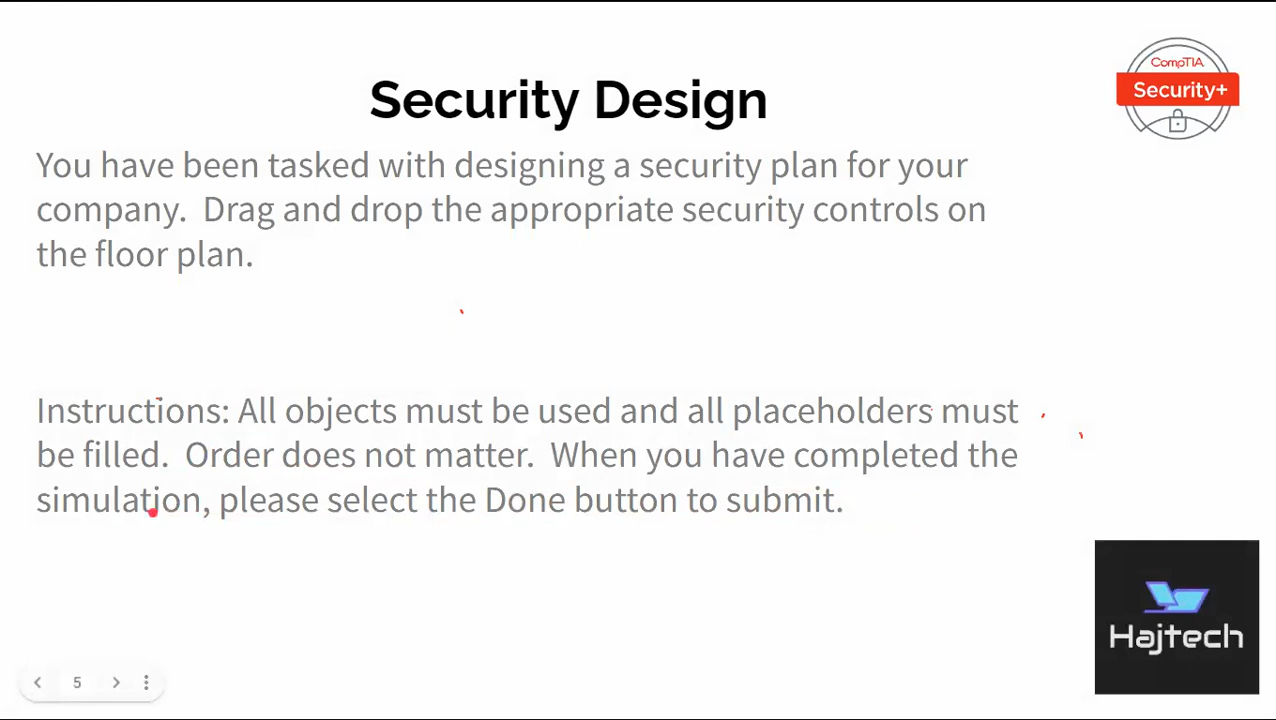 CompTIA
Security+
Security Design
You have been tasked with designing a security plan for your
company.  Drag and drop the appropriate security controls on
the floor plan.
Instructions: All objects must be used and all placeholders must
be filled.  Order does not matter.  When you have completed the
simulation, please select the Done button to submit.
Hajtech
5